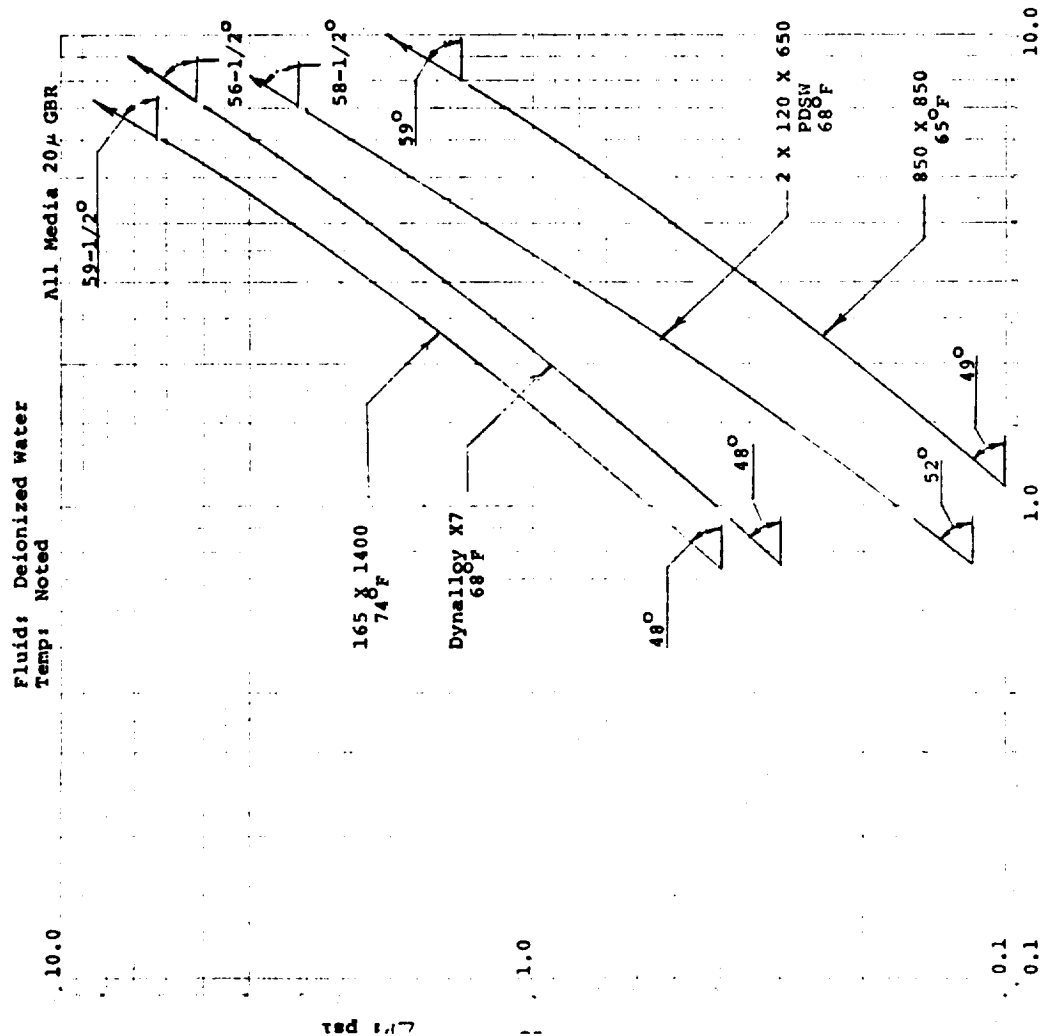 Fluid: Deionized Water
Temp: Noted
All Media 20μ GBR
59-1/2°
56-1/2°
58-1/2°
59°
165 X 1400
74°F
Dynalloy X7
68°F
2 X 120 X 650
PDSW
68°F
850 X 850
65°F
48°
48°
52°
49°
10.0
1.0
0.1
psi
0.1
1.0
10.0